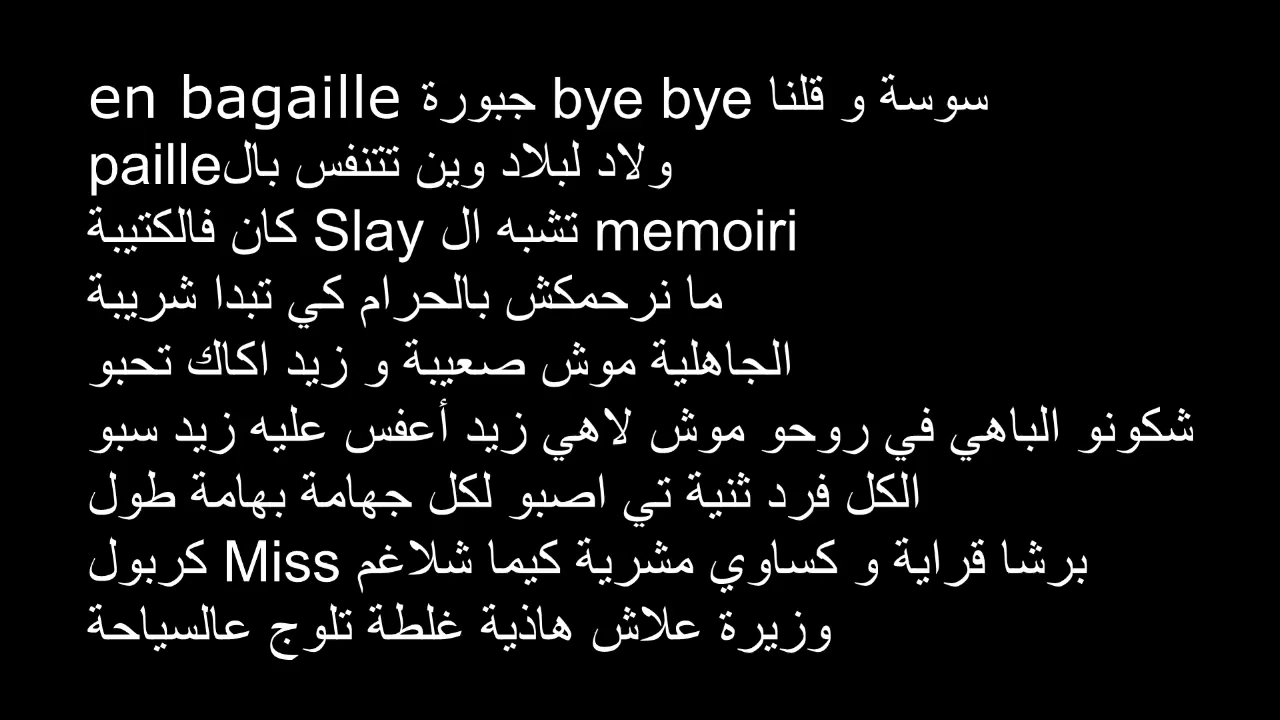 سوسة و قلنا bye bye جبورة en bagaille
ولاد لبلاد وين تتنفس بالpaille
memoiri تشبه ال Slay كان فالكتيبة
ما نرحمكش بالحرام كي تبدا شريبة
الجاهلية موش صعيبة و زيد اكاك تحبو
شكونو الباهي في روحو موش لاهي زيد أعفس عليه زيد سبو
الكل فرد ثنية تي اصبو لكل جهامة بهامة طول
برشا قراية و كساوي مشرية كيما شلاغم Miss كربول
وزيرة علاش هاذية غلطة تلوج عالسياحة